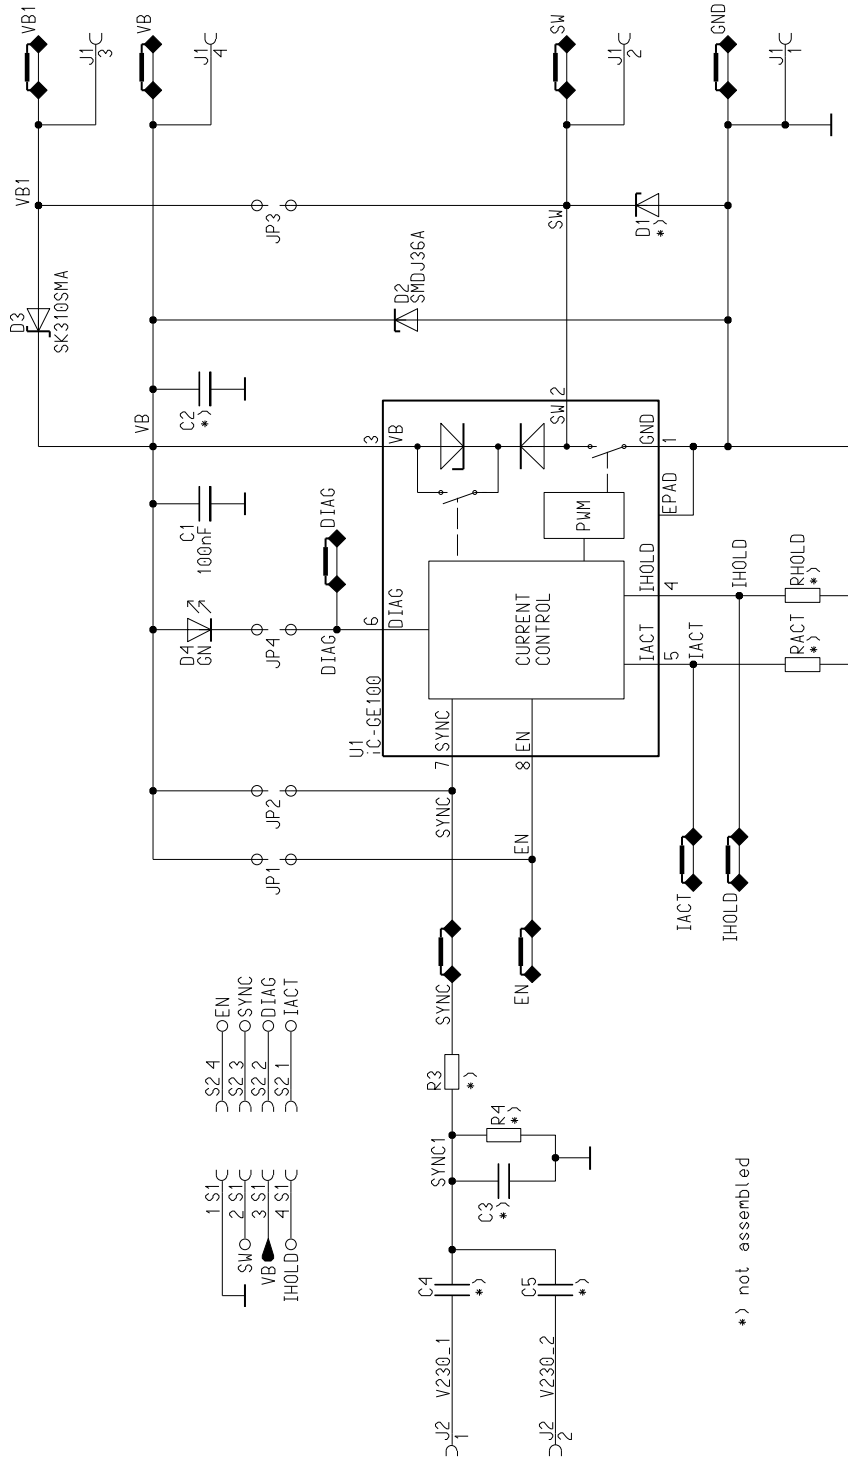 J2
1
V230_1
J2
2
V230_2
C4
*)
C5
*)
SYNC1
C3
*)
R4
*)
R3
*)
SYNC
EN
1 S1
SW
2 S1
VB
3 S1
IHOLD
4 S1
S2 4
EN
S2 3
SYNC
S2 2
DIAG
S2 1
IACT
JP1
JP2
SYNC
EN
IACT
IHOLD
U1
iC-GE100
7 SYNC
8 EN
CURRENT
CONTROL
PWM
DIAG
6
DIAG
DIAG
JP4
D4
GN
C1
100nF
C2
*)
VB
3
VB
SW 2
GND
1
EPAD
IHOLD
4
IACT
5
IACT
IHOLD
RACT
*)
RHOLD
*)
D3
SK310SMA
D2
SMDJ36A
VB1
JP3
SW
D1
*)
VB1
J1
3
VB
J1
4
SW
J1
2
GND
J1
1
*) not assembled